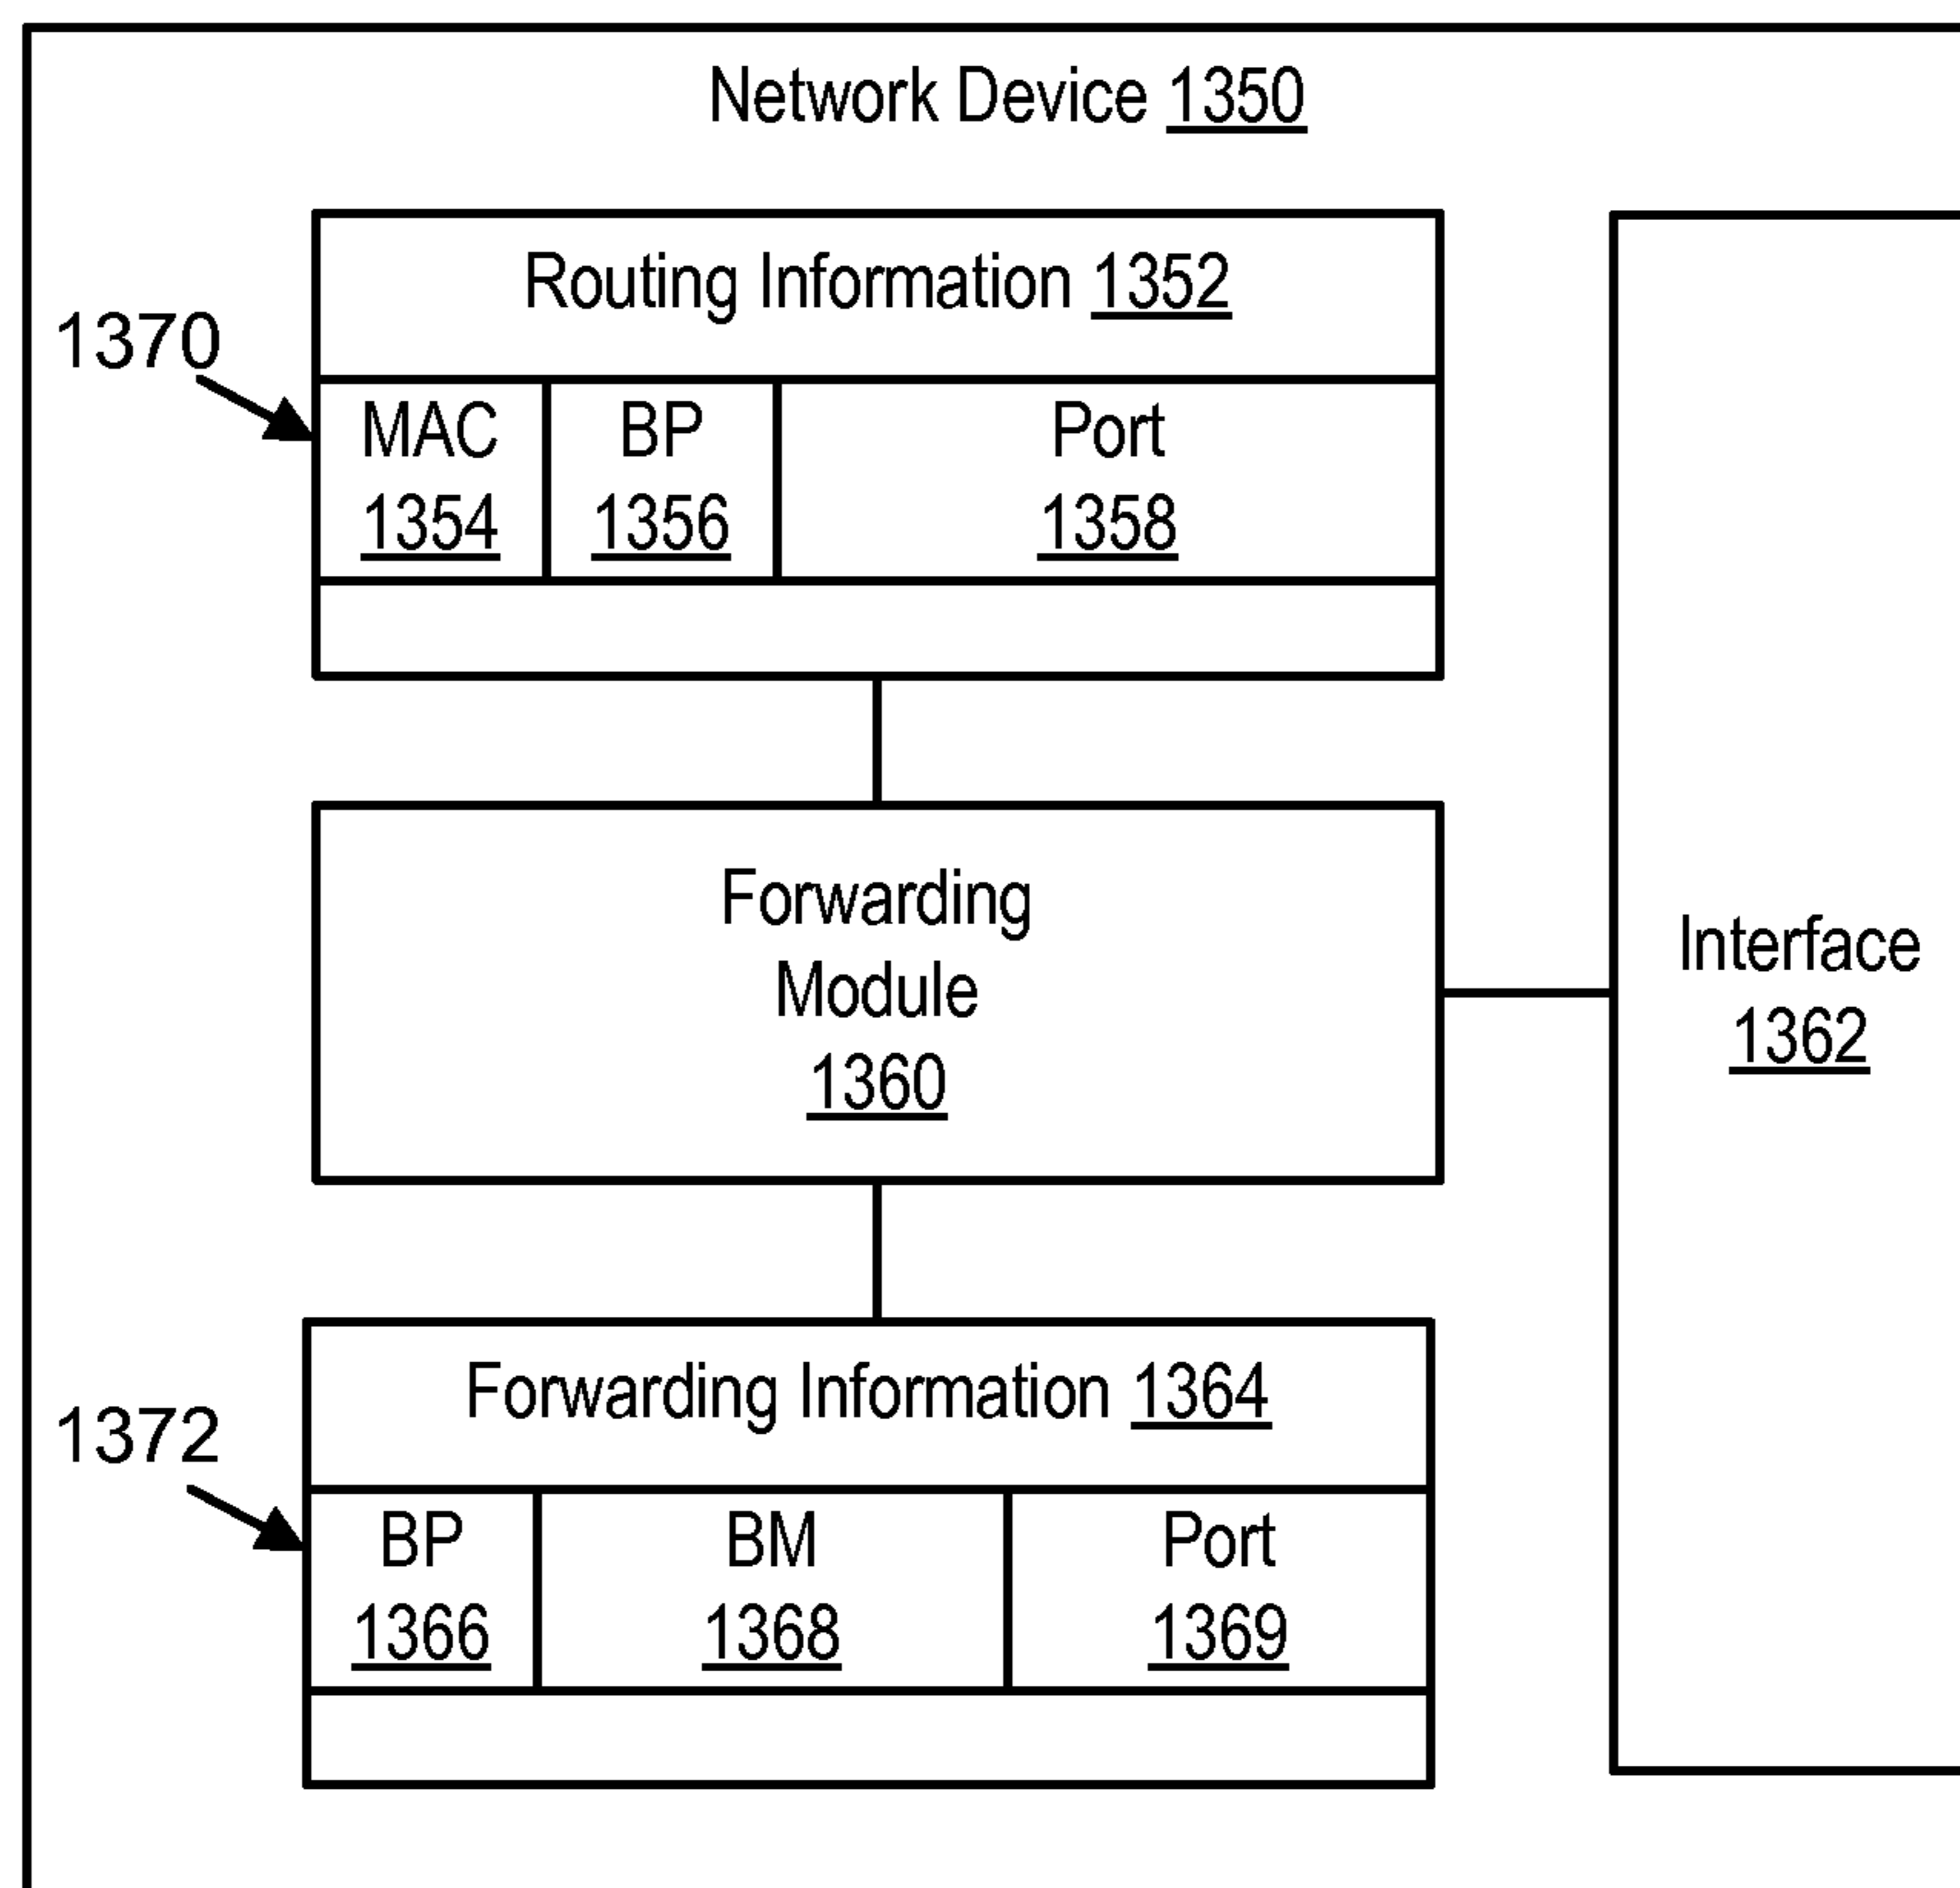 Network Device 1350
Routing Information 1352
1370
MAC BP Port
1354 1356 1358
Forwarding
Module
1360
Interface
1362
Forwarding Information 1364
1372
BP BM Port
1366 1368 1369